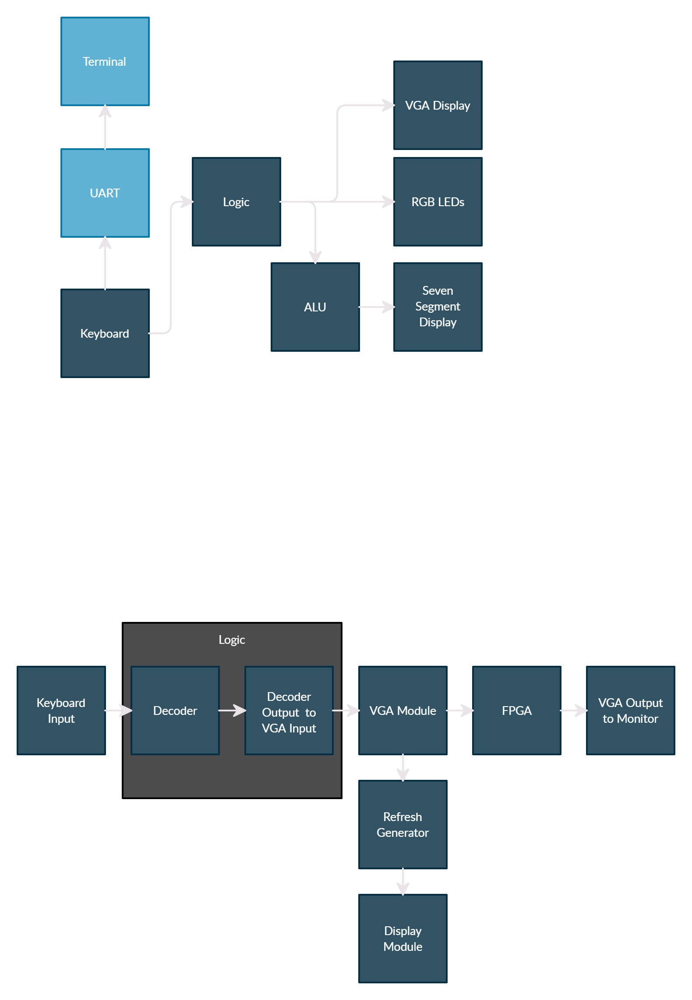 Terminal
VGA Display
UART
Logic
RGB LEDs
Seven
Segment
Display
ALU
Keyboard
Logic
Keyboard
Input
Decoder
Decoder
Output  to
VGA Input
VGA Module
FPGA
VGA Output
to Monitor
Refresh
Generator
Display
Module